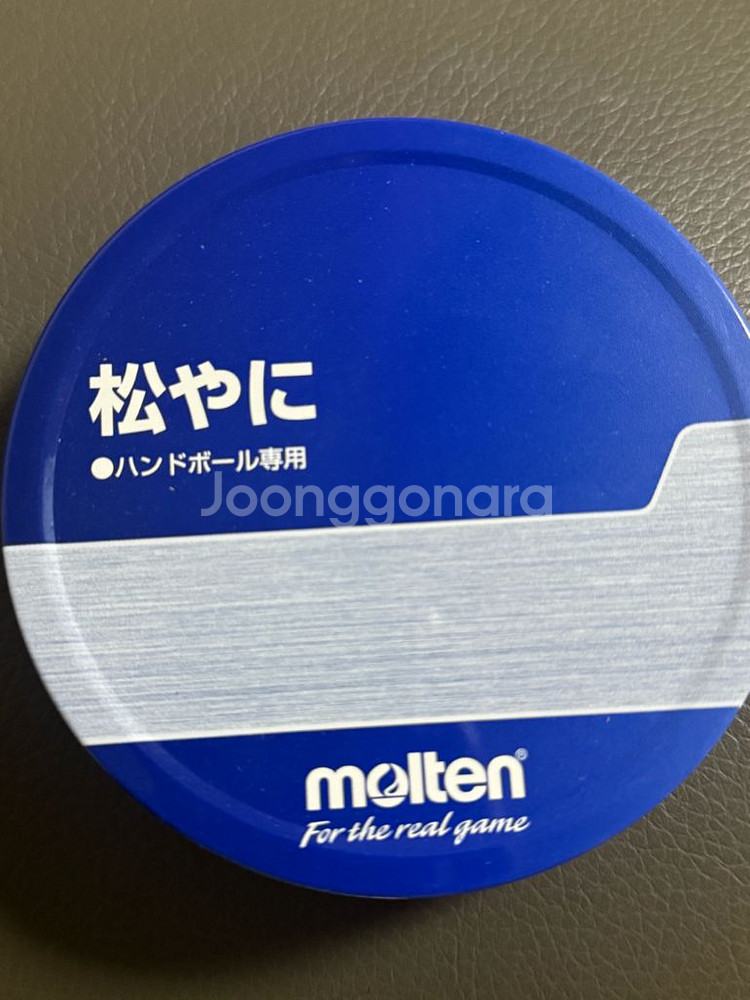 松やに
●ハンドボール専用
Joonggonara
molten®
For the real game